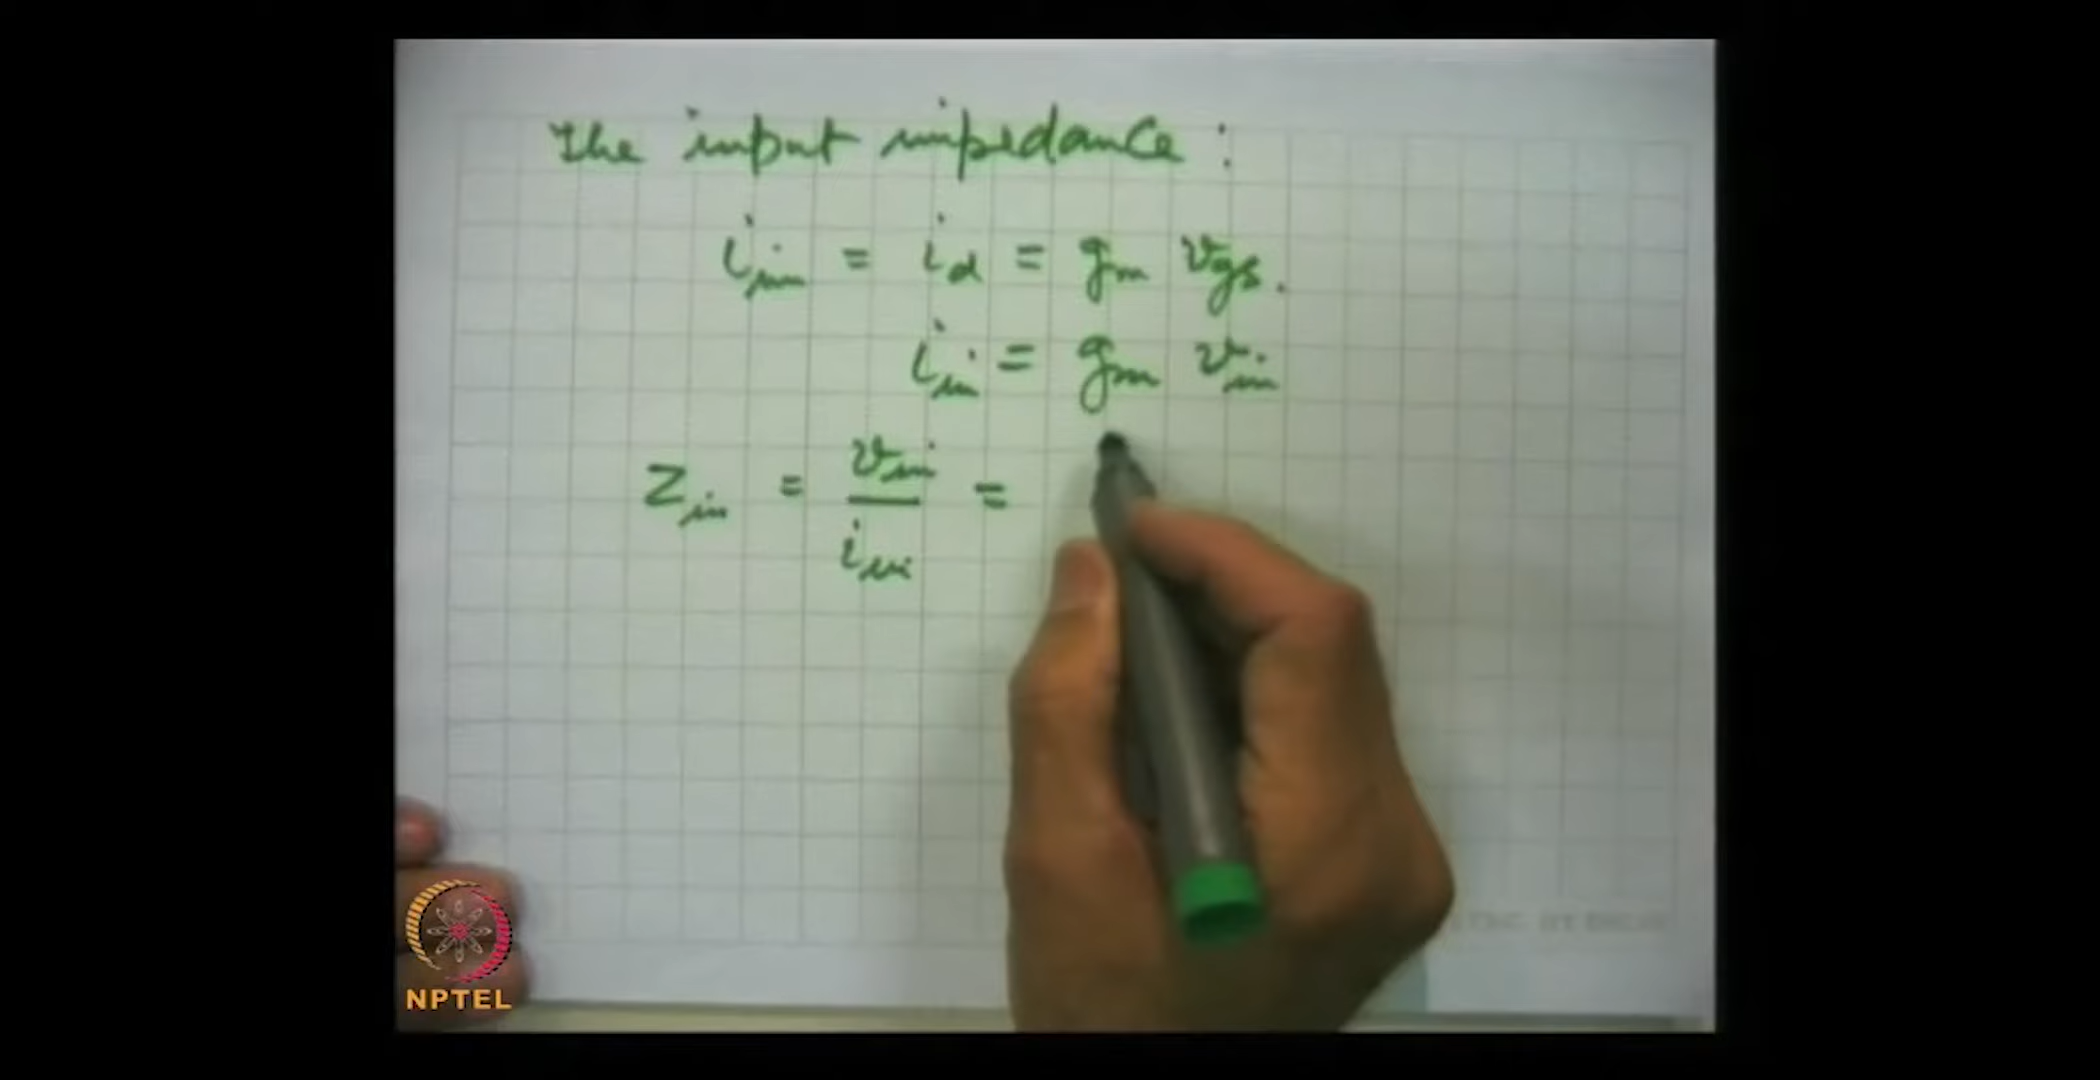 The input impedance :
i_in = i_d = g_m v_gs.
i_in = g_m v_in
Z_in = v_in / i_in =
NPTEL